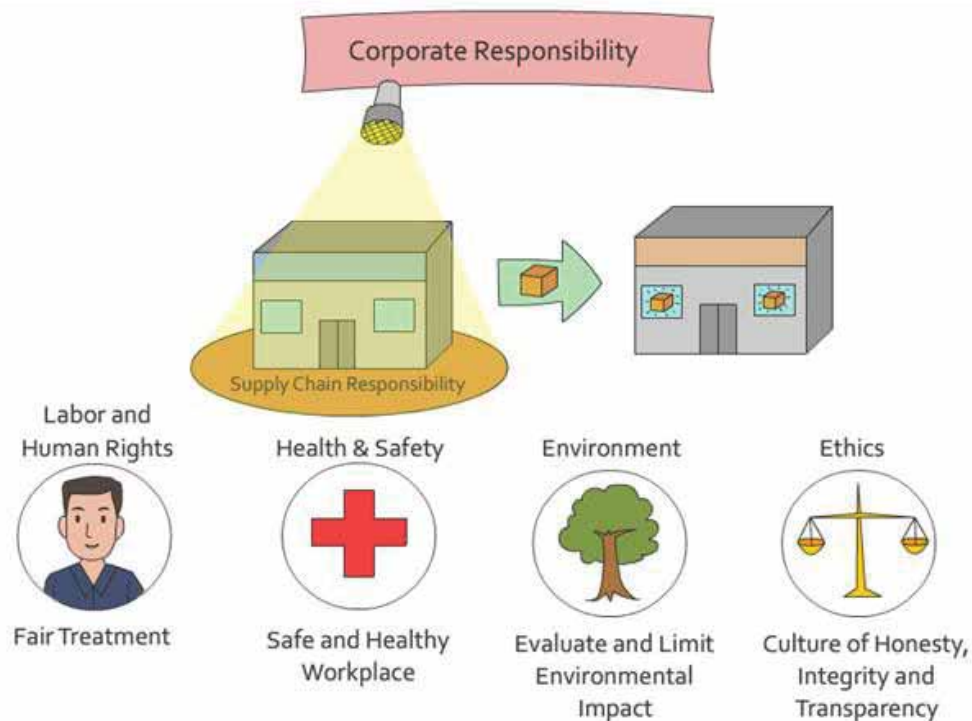 Corporate Responsibility
Supply Chain Responsibility
Labor and
Human Rights
Fair Treatment
Health & Safety
Safe and Healthy
Workplace
Environment
Evaluate and Limit
Environmental
Impact
Ethics
Culture of Honesty,
Integrity and
Transparency